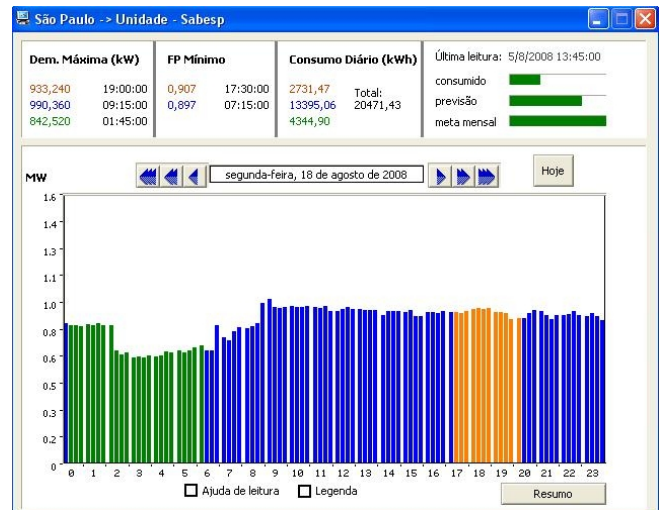 São Paulo -> Unidade - Sabesp
Dem. Máxima (kW) FP Mínimo Consumo Diário (kWh) Última leitura: 5/8/2008 13:45:00
933,240 19:00:00 0,907 17:30:00 2731,47 Total: consumido
990,360 09:15:00 0,897 07:15:00 13395,06 20471,43 previsão
842,520 01:45:00 4344,90 meta mensal
MW segunda-feira, 18 de agosto de 2008 Hoje
1.6
1.4
1.3
1.1
1.0
0.8
0.6
0.5
0.3
0.2
0
0 1 2 3 4 5 6 7 8 9 10 11 12 13 14 15 16 17 18 19 20 21 22 23
Ajuda de leitura Legenda Resumo